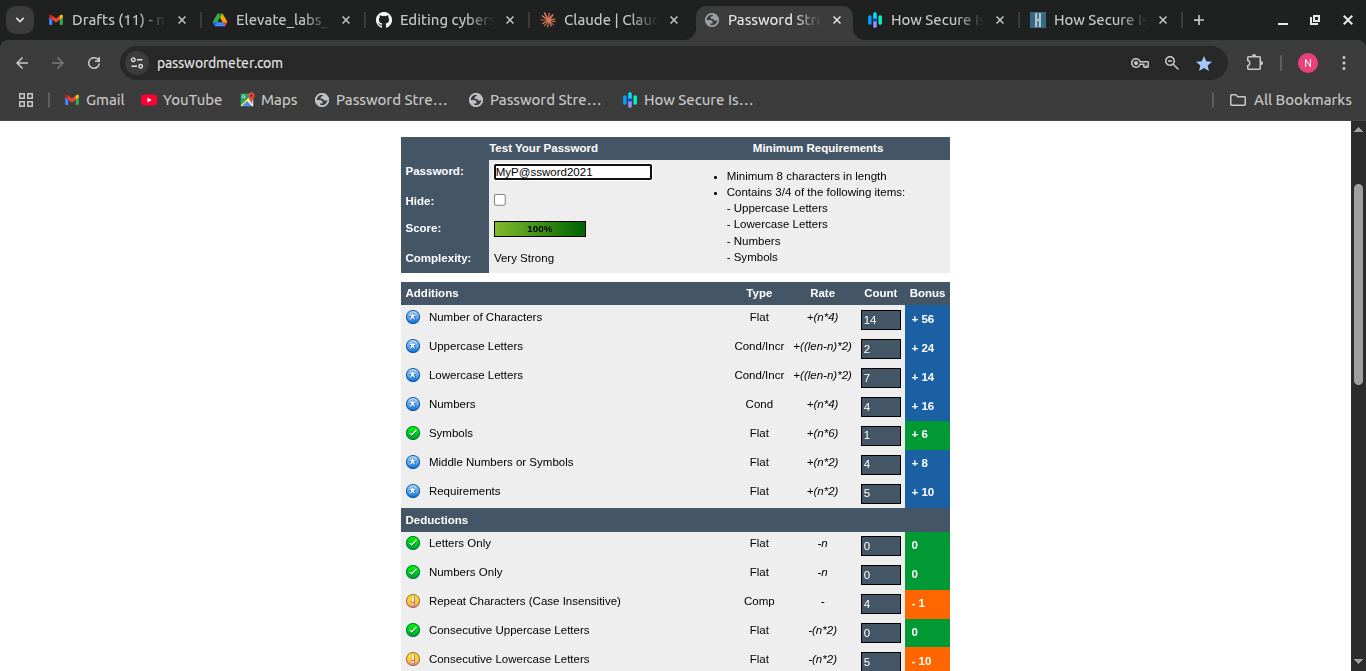 Drafts (11) - n
Elevate_labs_
Editing cybers
Claude | Clauc
Password Stre
How Secure Is
How Secure Is
passwordmeter.com
N
Gmail
YouTube
Maps
Password Stre...
Password Stre...
How Secure Is...
All Bookmarks
Test Your Password
Minimum Requirements
Password:
MyP@ssword2021
Hide:
Score:
100%
Complexity:
Very Strong
Minimum 8 characters in length
Contains 3/4 of the following items:
- Uppercase Letters
- Lowercase Letters
- Numbers
- Symbols
Additions Type Rate Count Bonus
Number of Characters Flat +(n*4) 14 + 56
Uppercase Letters Cond/Incr +((len-n)*2) 2 + 24
Lowercase Letters Cond/Incr +((len-n)*2) 7 + 14
Numbers Cond +(n*4) 4 + 16
Symbols Flat +(n*6) 1 + 6
Middle Numbers or Symbols Flat +(n*2) 4 + 8
Requirements Flat +(n*2) 5 + 10
Deductions
Letters Only Flat -n 0 0
Numbers Only Flat -n 0 0
Repeat Characters (Case Insensitive) Comp - 4 - 1
Consecutive Uppercase Letters Flat -(n*2) 0 0
Consecutive Lowercase Letters Flat -(n*2) 5 - 10